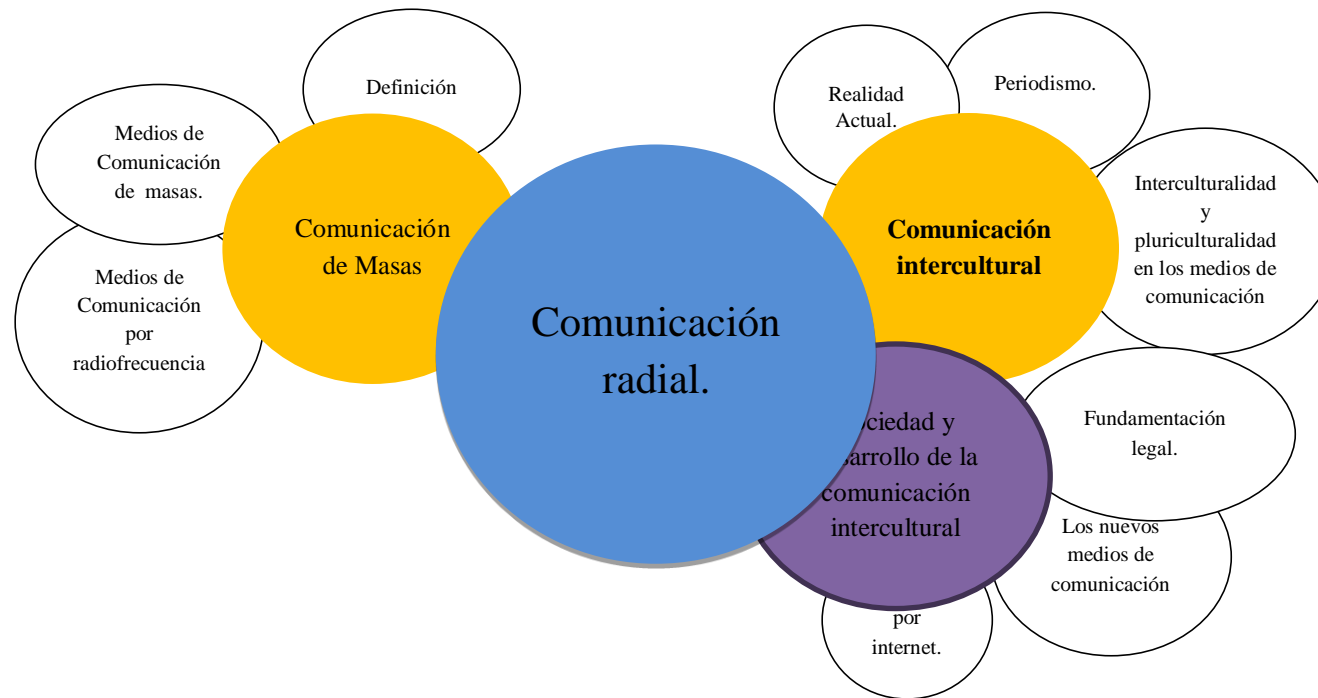 Definición
Medios de
Comunicación
de masas.
Medios de
Comunicación
por
radiofrecuencia
Comunicación
de Masas
Comunicación
radial.
Realidad
Actual.
Periodismo.
Comunicación
intercultural
Interculturalidad
y
pluriculturalidad
en los medios de
comunicación
y
de la
comunicación
intercultural
Fundamentación
legal.
Los nuevos
medios de
comunicación
por
internet.